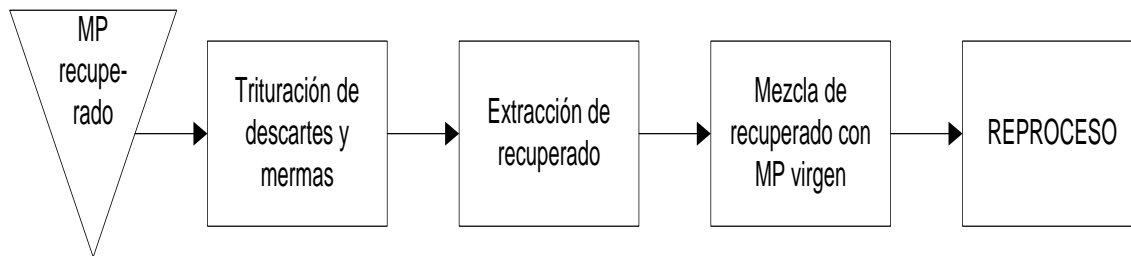 MP
recupe-
rado
Trituración de
descartes y
mermas
Extracción de
recuperado
Mezcla de
recuperado con
MP virgen
REPROCESO